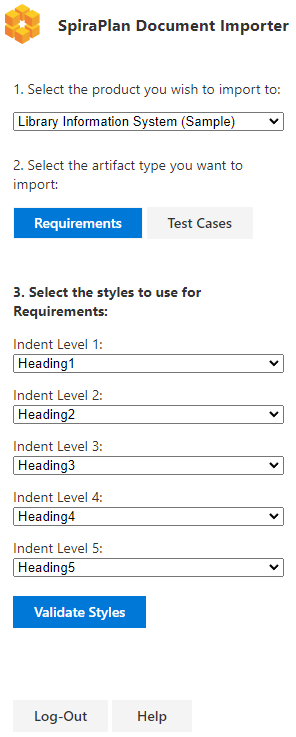 SpiraPlan Document Importer
1. Select the product you wish to import to:
Library Information System (Sample)
2. Select the artifact type you want to
import:
Requirements Test Cases
3. Select the styles to use for
Requirements:
Indent Level 1:
Heading1
Indent Level 2:
Heading2
Indent Level 3:
Heading3
Indent Level 4:
Heading4
Indent Level 5:
Heading5
Validate Styles
Log-Out Help